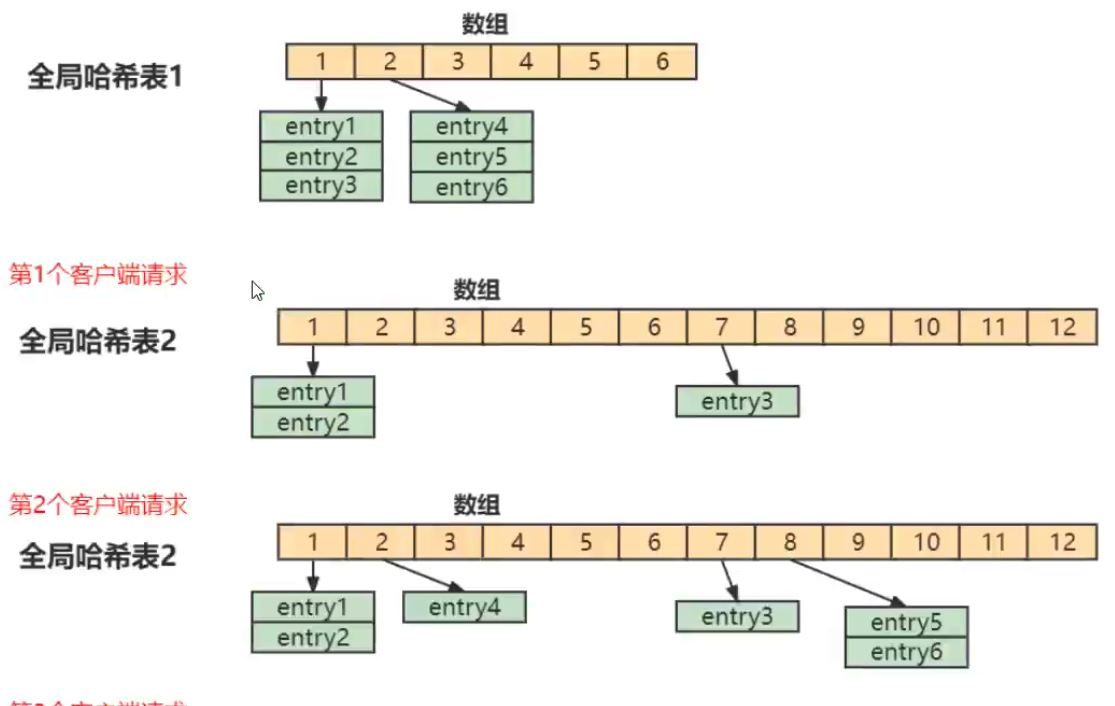 数组
全局哈希表1
1 2 3 4 5 6
entry1 entry4
entry2 entry5
entry3 entry6
第1个客户端请求
数组
全局哈希表2
1 2 3 4 5 6 7 8 9 10 11 12
entry1
entry3
entry2
第2个客户端请求
数组
全局哈希表2
1 2 3 4 5 6 7 8 9 10 11 12
entry1 entry4 entry3 entry5
entry2 entry6